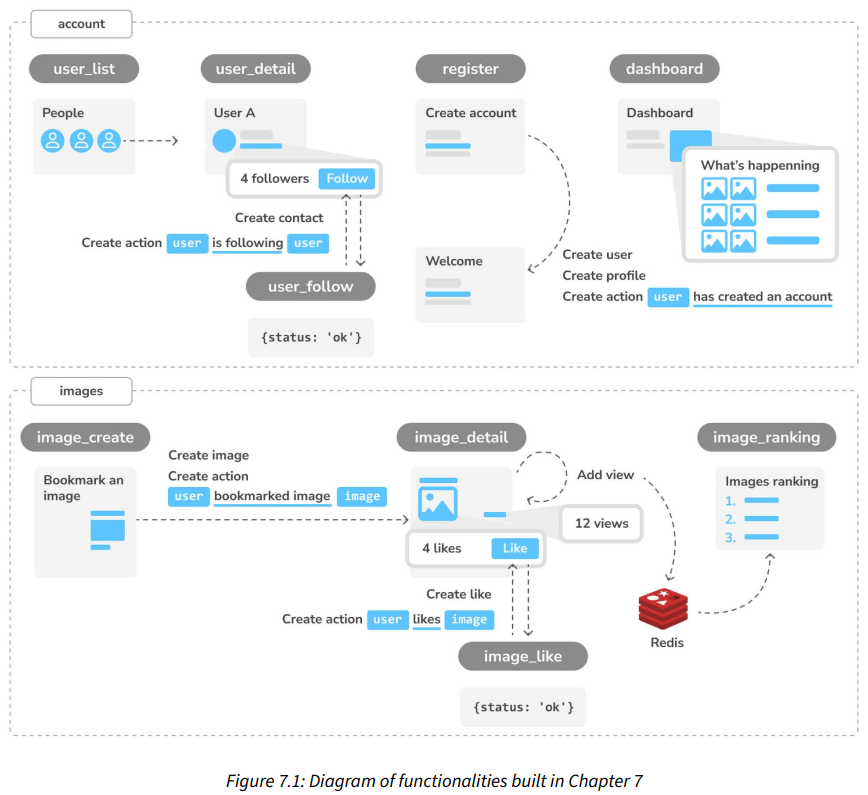 account
user_list
user_detail
register
dashboard
People
User A
Create account
Dashboard
4 followers Follow
What's happenning
Create contact
Create action user is following user
user_follow
{status: 'ok'}
Welcome
Create user
Create profile
Create action user has created an account
images
image_create
image_detail
image_ranking
Bookmark an
image
Create image
Create action
user bookmarked image image
Add view
12 views
4 likes Like
Images ranking
1.
2.
3.
Create like
Create action user likes image
Redis
image_like
{status: 'ok'}
Figure 7.1: Diagram of functionalities built in Chapter 7